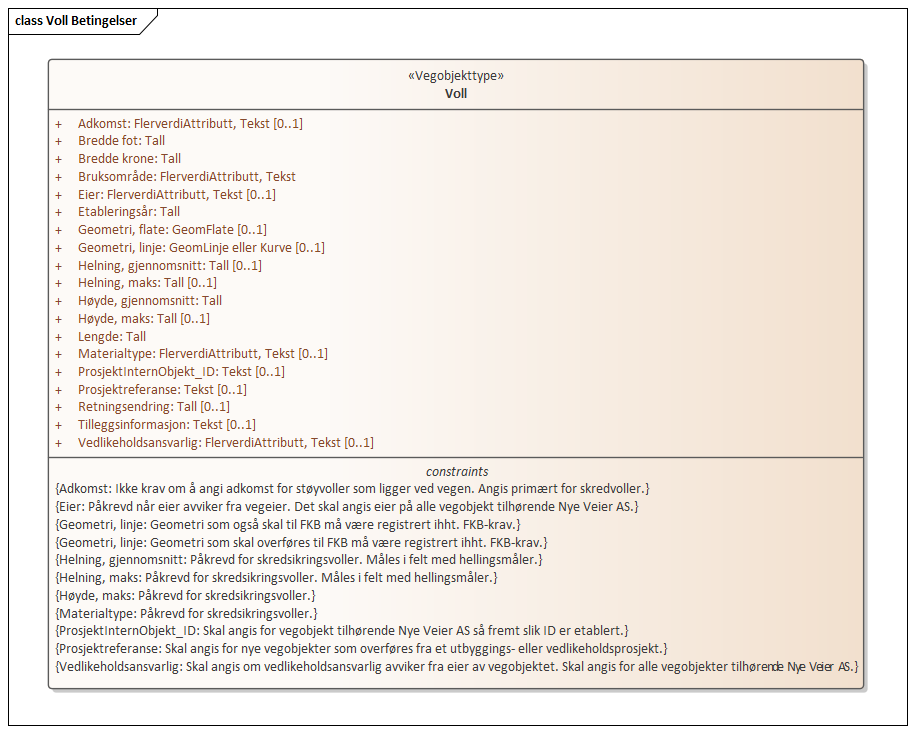 class Voll Betingelser
«Vegobjekttype»
Voll
+ Adkomst: FlerverdiAttributt, Tekst [0..1]
+ Bredde fot: Tall
+ Bredde krone: Tall
+ Bruksområde: FlerverdiAttributt, Tekst
+ Eier: FlerverdiAttributt, Tekst [0..1]
+ Etableringsår: Tall
+ Geometri, flate: GeomFlate [0..1]
+ Geometri, linje: GeomLinje eller Kurve [0..1]
+ Helning, gjennomsnitt: Tall [0..1]
+ Helning, maks: Tall [0..1]
+ Høyde, gjennomsnitt: Tall
+ Høyde, maks: Tall [0..1]
+ Lengde: Tall
+ Materialtype: FlerverdiAttributt, Tekst [0..1]
+ ProsjektInternObjekt_ID: Tekst [0..1]
+ Prosjektreferanse: Tekst [0..1]
+ Retningsendring: Tall [0..1]
+ Tilleggsinformasjon: Tekst [0..1]
+ Vedlikeholdsansvarlig: FlerverdiAttributt, Tekst [0..1]
constraints
{Adkomst: Ikke krav om å angi adkomst for støyvoller som ligger ved vegen. Angis primært for skredvoller.}
{Eier: Påkrevd når eier avviker fra vegeier. Det skal angis eier på alle vegobjekt tilhørende Nye Veier AS.}
{Geometri, linje: Geometri som også skal til FKB må være registrert ihht. FKB-krav.}
{Geometri, linje: Geometri som skal overføres til FKB må være registrert ihht. FKB-krav.}
{Helning, gjennomsnitt: Påkrevd for skredsikringsvoller. Måles i felt med hellingsmåler.}
{Helning, maks: Påkrevd for skredsikringsvoller. Måles i felt med hellingsmåler.}
{Høyde, maks: Påkrevd for skredsikringsvoller.}
{Materialtype: Påkrevd for skredsikringsvoller.}
{ProsjektInternObjekt_ID: Skal angis for vegobjekt tilhørende Nye Veier AS så fremt slik ID er etablert.}
{Prosjektreferanse: Skal angis for nye vegobjekter som overføres fra et utbyggings- eller vedlikeholdsprosjekt.}
{Vedlikeholdsansvarlig: Skal angis om vedlikeholdsansvarlig avviker fra eier av vegobjektet. Skal angis for alle vegobjekter tilhørende Nye Veier AS.}